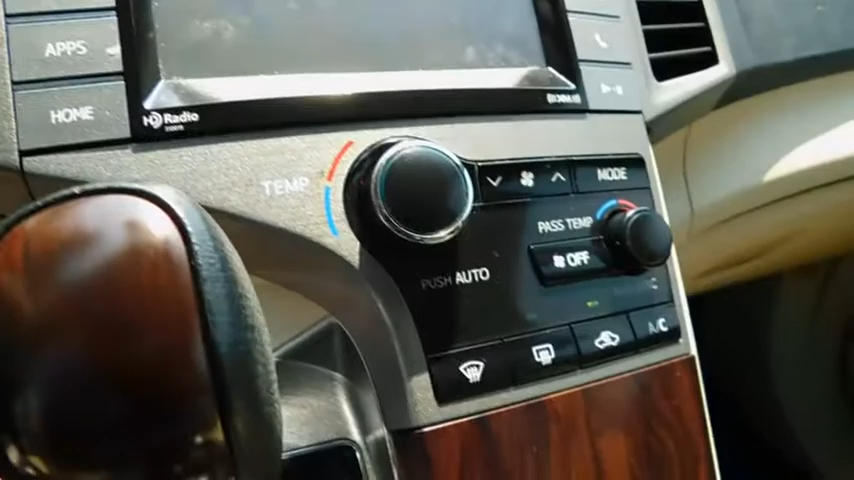 APPS
HOME
HD Radio
TEMP
MODE
PASS TEMP
OFF
PUSH AUTO
A/C